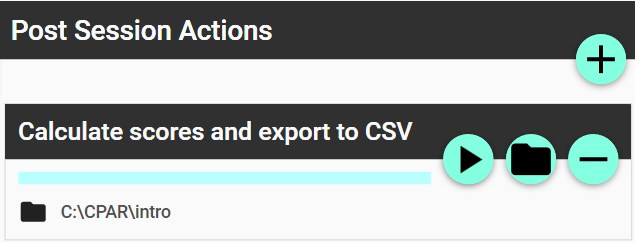 Post Session Actions
Calculate scores and export to CSV
C:\CPAR\intro